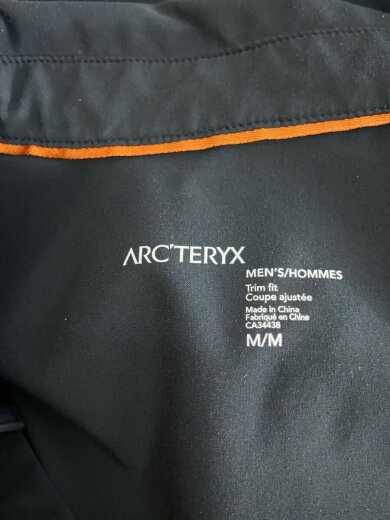 ARC'TERYX
MEN'S/HOMMES
Trim fit
Coupe ajustée
Made in China
Fabriqué en Chine
CA34438
M/M